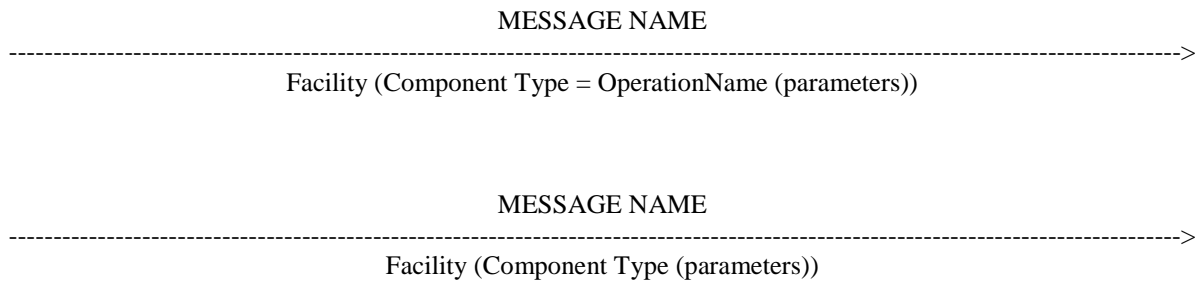 MESSAGE NAME
------------------------------------------------------------------------------------------------------------------------------------>
Facility (Component Type = OperationName (parameters))
MESSAGE NAME
------------------------------------------------------------------------------------------------------------------------------------>
Facility (Component Type (parameters))